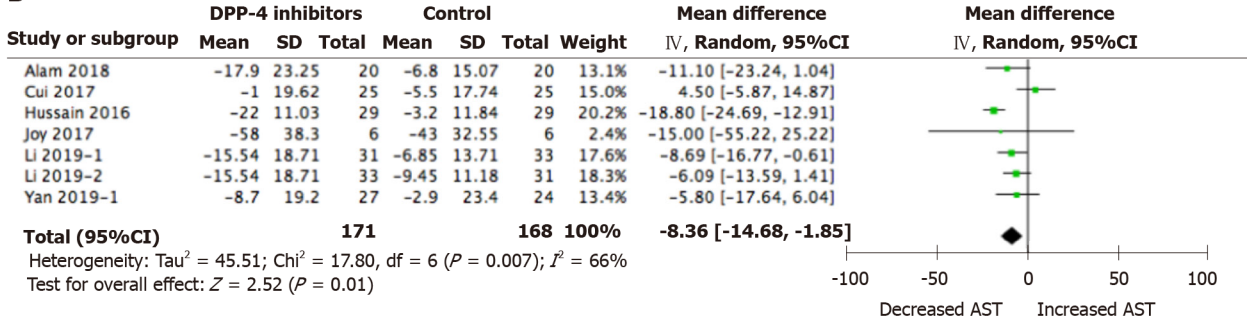 DPP-4 inhibitors Control Mean difference Mean difference
Study or subgroup Mean SD Total Mean SD Total Weight IV, Random, 95%CI IV, Random, 95%CI
Alam 2018 -17.9 23.25 20 -6.8 15.07 20 13.1% -11.10 [-23.24, 1.04]
Cui 2017 -1 19.62 25 -5.5 17.74 25 15.0% 4.50 [-5.87, 14.87]
Hussain 2016 -22 11.03 29 -3.2 11.84 29 20.2% -18.80 [-24.69, -12.91]
Joy 2017 -58 38.3 6 -43 32.55 6 2.4% -15.00 [-55.22, 25.22]
Li 2019-1 -15.54 18.71 31 -6.85 13.71 33 17.6% -8.69 [-16.77, -0.61]
Li 2019-2 -15.54 18.71 33 -9.45 11.18 31 18.3% -6.09 [-13.59, 1.41]
Yan 2019-1 -8.7 19.2 27 -2.9 23.4 24 13.4% -5.80 [-17.64, 6.04]
Total (95%CI) 171 168 100% -8.36 [-14.68, -1.85]
Heterogeneity: Tau² = 45.51; Chi² = 17.80, df = 6 (P = 0.007); I² = 66%
Test for overall effect: Z = 2.52 (P = 0.01)
-100 -50 0 50 100
Decreased AST Increased AST